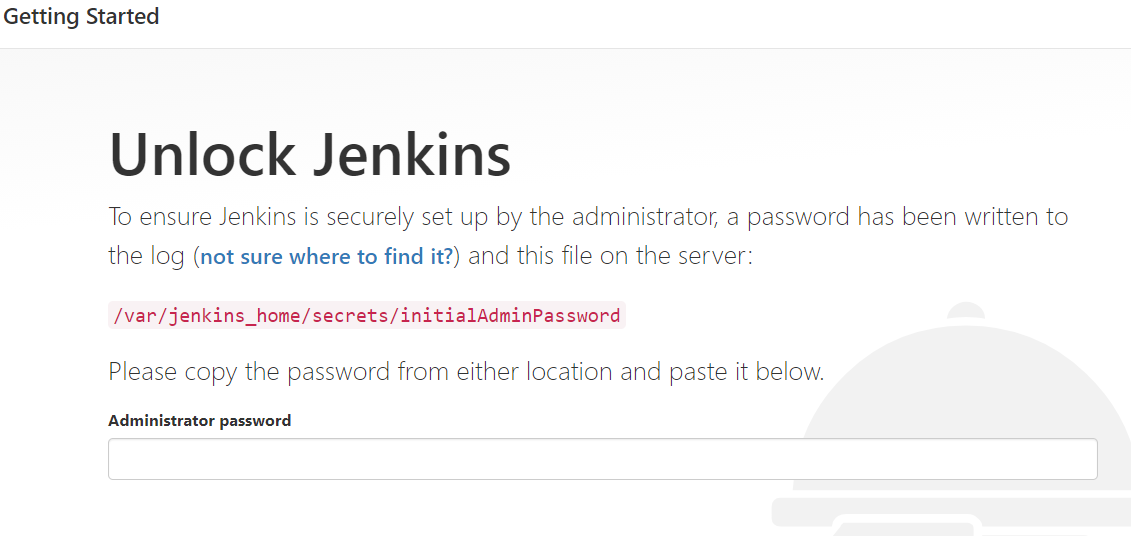 Getting Started
Unlock Jenkins
To ensure Jenkins is securely set up by the administrator, a password has been written to
the log (not sure where to find it?) and this file on the server:
/var/jenkins_home/secrets/initialAdminPassword
Please copy the password from either location and paste it below.
Administrator password